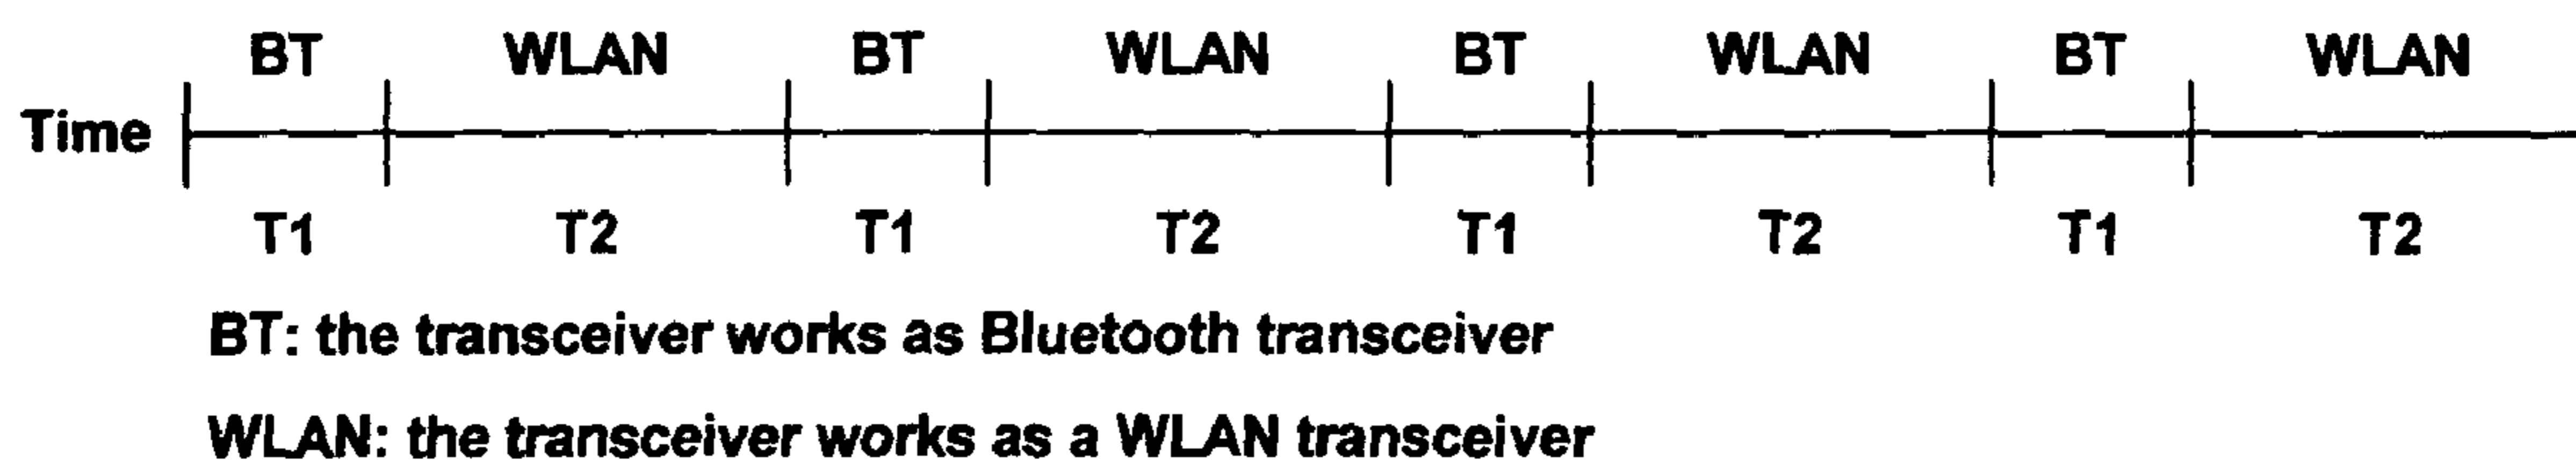 BT WLAN BT WLAN BT WLAN BT WLAN
Time
T1 T2 T1 T2 T1 T2 T1 T2
BT: the transceiver works as Bluetooth transceiver
WLAN: the transceiver works as a WLAN transceiver